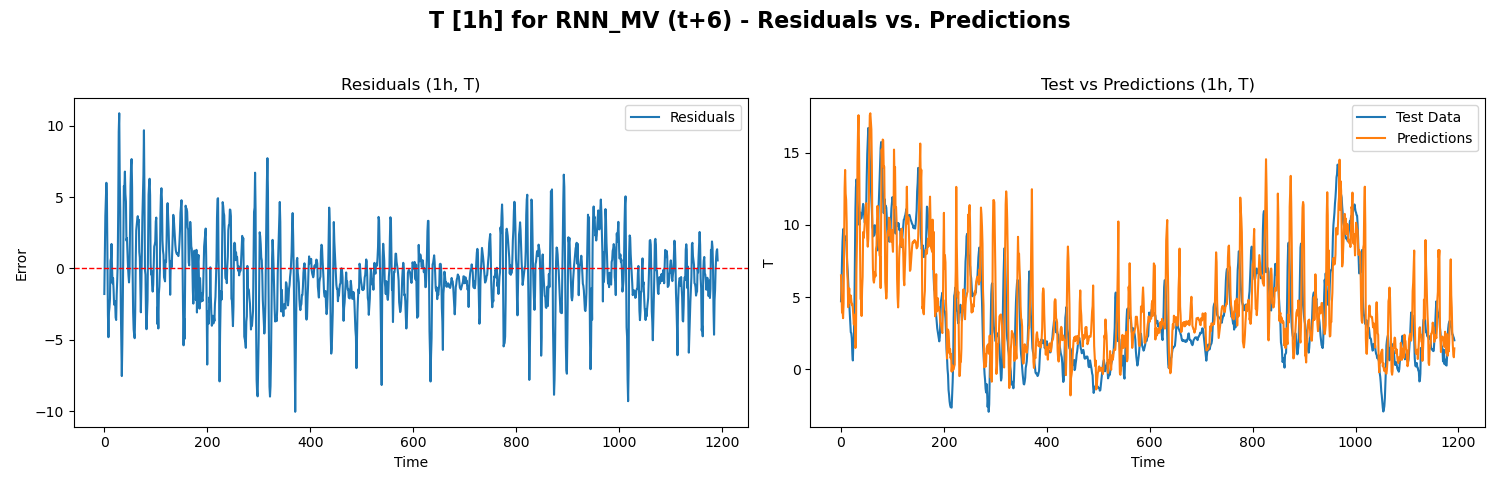 T [1h] for RNN_MV (t+6) - Residuals vs. Predictions
Residuals (1h, T)
Residuals
10
5
0
−5
−10
Error
0
200
400
600
800
1000
1200
Time
Test vs Predictions (1h, T)
Test Data
Predictions
15
10
5
0
T
0
200
400
600
800
1000
1200
Time